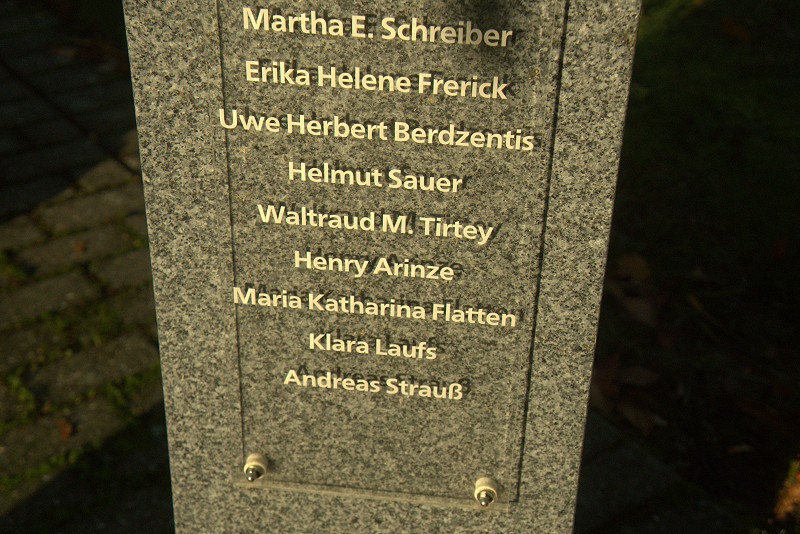 Martha E. Schreiber
Erika Helene Frerick
Uwe Herbert Berdzentis
Helmut Sauer
Waltraud M. Tirtey
Henry Arinze
Maria Katharina Flatten
Klara Laufs
Andreas Strauß